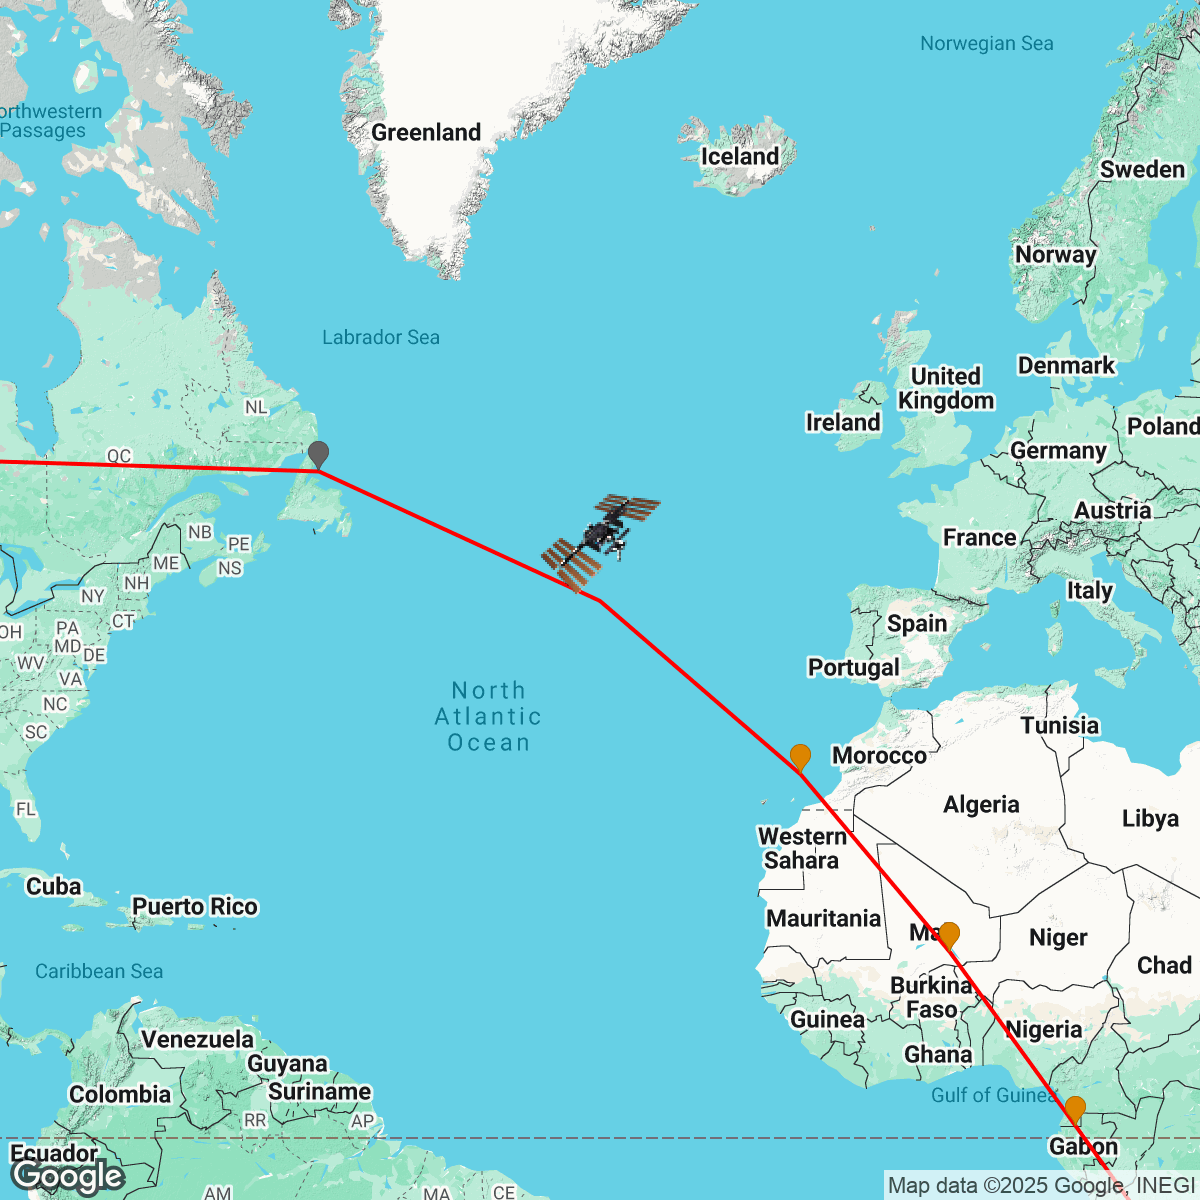 Norwegian Sea
orthwestern
Passages
Greenland
Iceland
Sweden
Norway
Labrador Sea
Denmark
United
Kingdom
Ireland
NL
Poland
Germany
QC
Austria
France
NB
PE
ME
NS
NH
Italy
NY
CT
Spain
OH
PA
MD
DE
WV
Portugal
VA
North
Atlantic
Ocean
NC
SC
Tunisia
Morocco
FL
Algeria
Libya
Western
Sahara
Cuba
Puerto Rico
Mauritania
Ma
Niger
Chad
Caribbean Sea
Burkina
Faso
Guinea
Nigeria
Venezuela
Ghana
Guyana
Suriname
Colombia
Gulf of Guinea
RR
AP
Gabon
Ecuador
Google
AM
MA
CE
Map data ©2025 Google, INEGI